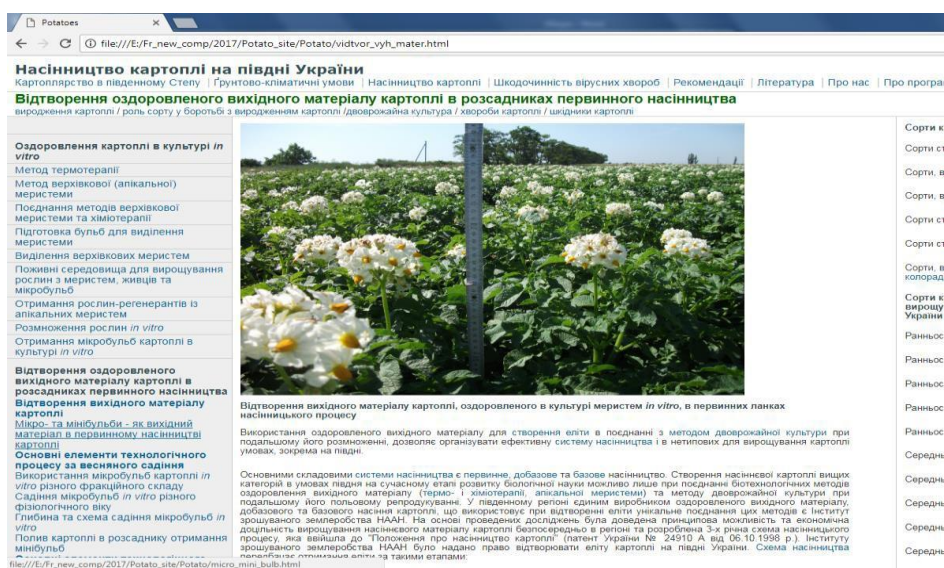 Potatoes
file:///E:/Fr_new_comp/2017/Potato_site/Potato/vidtvor_vyh_mater.html
Насінництво картоплі на півдні України
Картоплярство в південному Степу | Ґрунтово-кліматичні умови | Насінництво картоплі | Шкодочинність вірусних хвороб | Рекомендації | Література | Про нас | Про програ
Відтворення оздоровленого вихідного матеріалу картоплі в розсадниках первинного насінництва
виродження картоплі / роль сорту у боротьбі з виродженням картоплі /двоврожайна культура / хвороби картоплі / шкідники картоплі
Оздоровлення картоплі в культурі in
vitro
Метод термотерапії
Метод верхівкової (апікальної)
меристеми
Поєднання методів верхівкової
меристеми та хіміотерапії
Підготовка бульб для виділення
меристеми
Виділення верхівкових меристем
Поживні середовища для вирощування
рослин з меристем, живців та
мікробульб
Отримання рослин-регенерантів із
апікальних меристем
Розмноження рослин in vitro
Отримання мікробульб картоплі в
культурі in vitro
Відтворення оздоровленого
вихідного матеріалу картоплі в
розсадниках первинного насінництва
Відтворення вихідного матеріалу
картоплі
Мікро- та мінібульби - як вихідний
матеріал в первинному насінництві
картоплі
Основні елементи технологічного
процесу за весняного садіння
Використання мікробульб картоплі in
vitro різного фракційного складу
Садіння мікробульб in vitro різного
фізіологічного віку
Глибина та схема садіння мікробульб in
vitro
Полив картоплі в розсаднику отримання
мінібульб
file:///E:/Fr_new_comp/2017/Potato_site/Potato/micro_mini_bulb.html
Відтворення вихідного матеріалу картоплі, оздоровленого в культурі меристем in vitro, в первинних ланках
насінницького процесу
Використання оздоровленого вихідного матеріалу для створення еліти в поєднанні з методом двоврожайної культури при
подальшому його розмноженні, дозволяє організувати ефективну систему насінництва і в нетипових для вирощування картоплі
умовах, зокрема на півдні.
Основними складовими системи насінництва є первинне, добазове та базове насінництво. Створення насіннєвої картоплі вищих
категорій в умовах півдня на сучасному етапі розвитку біологічної науки можливо лише при поєднанні біотехнологічних методів
оздоровлення вихідного матеріалу (термо- і хіміотерапії, апікальної меристеми) та методу двоврожайної культури при
подальшому його польовому репродукуванні. У південному регіоні єдиним виробником оздоровленого вихідного матеріалу,
добазового та базового насіння картоплі, що використовує при відтворенні еліти унікальне поєднання цих методів є Інститут
зрошуваного землеробства НААН. На основі проведених досліджень була доведена принципова можливість та економічна
доцільність вирощування насіннєвого матеріалу картоплі безпосередньо в регіоні та розроблена 3-х річна схема насінницького
процесу, яка ввійшла до "Положення про насінництво картоплі" (патент України № 24910 А від 06.10.1998 р.). Інституту
зрошуваного землеробства НААН було надано право відтворювати еліту картоплі на півдні України. Схема насінництва
передбачає отримання еліти за такими етапами:
Сорти к
Сорти ст
Сорти, в
Сорти, в
Сорти ст
Сорти ст
Сорти, в
колорад
Сорти к
вирощу
України
Ранньос
Ранньос
Ранньос
Ранньос
Ранньос
Середнь
Середнь
Середнь
Середнь
Середнь